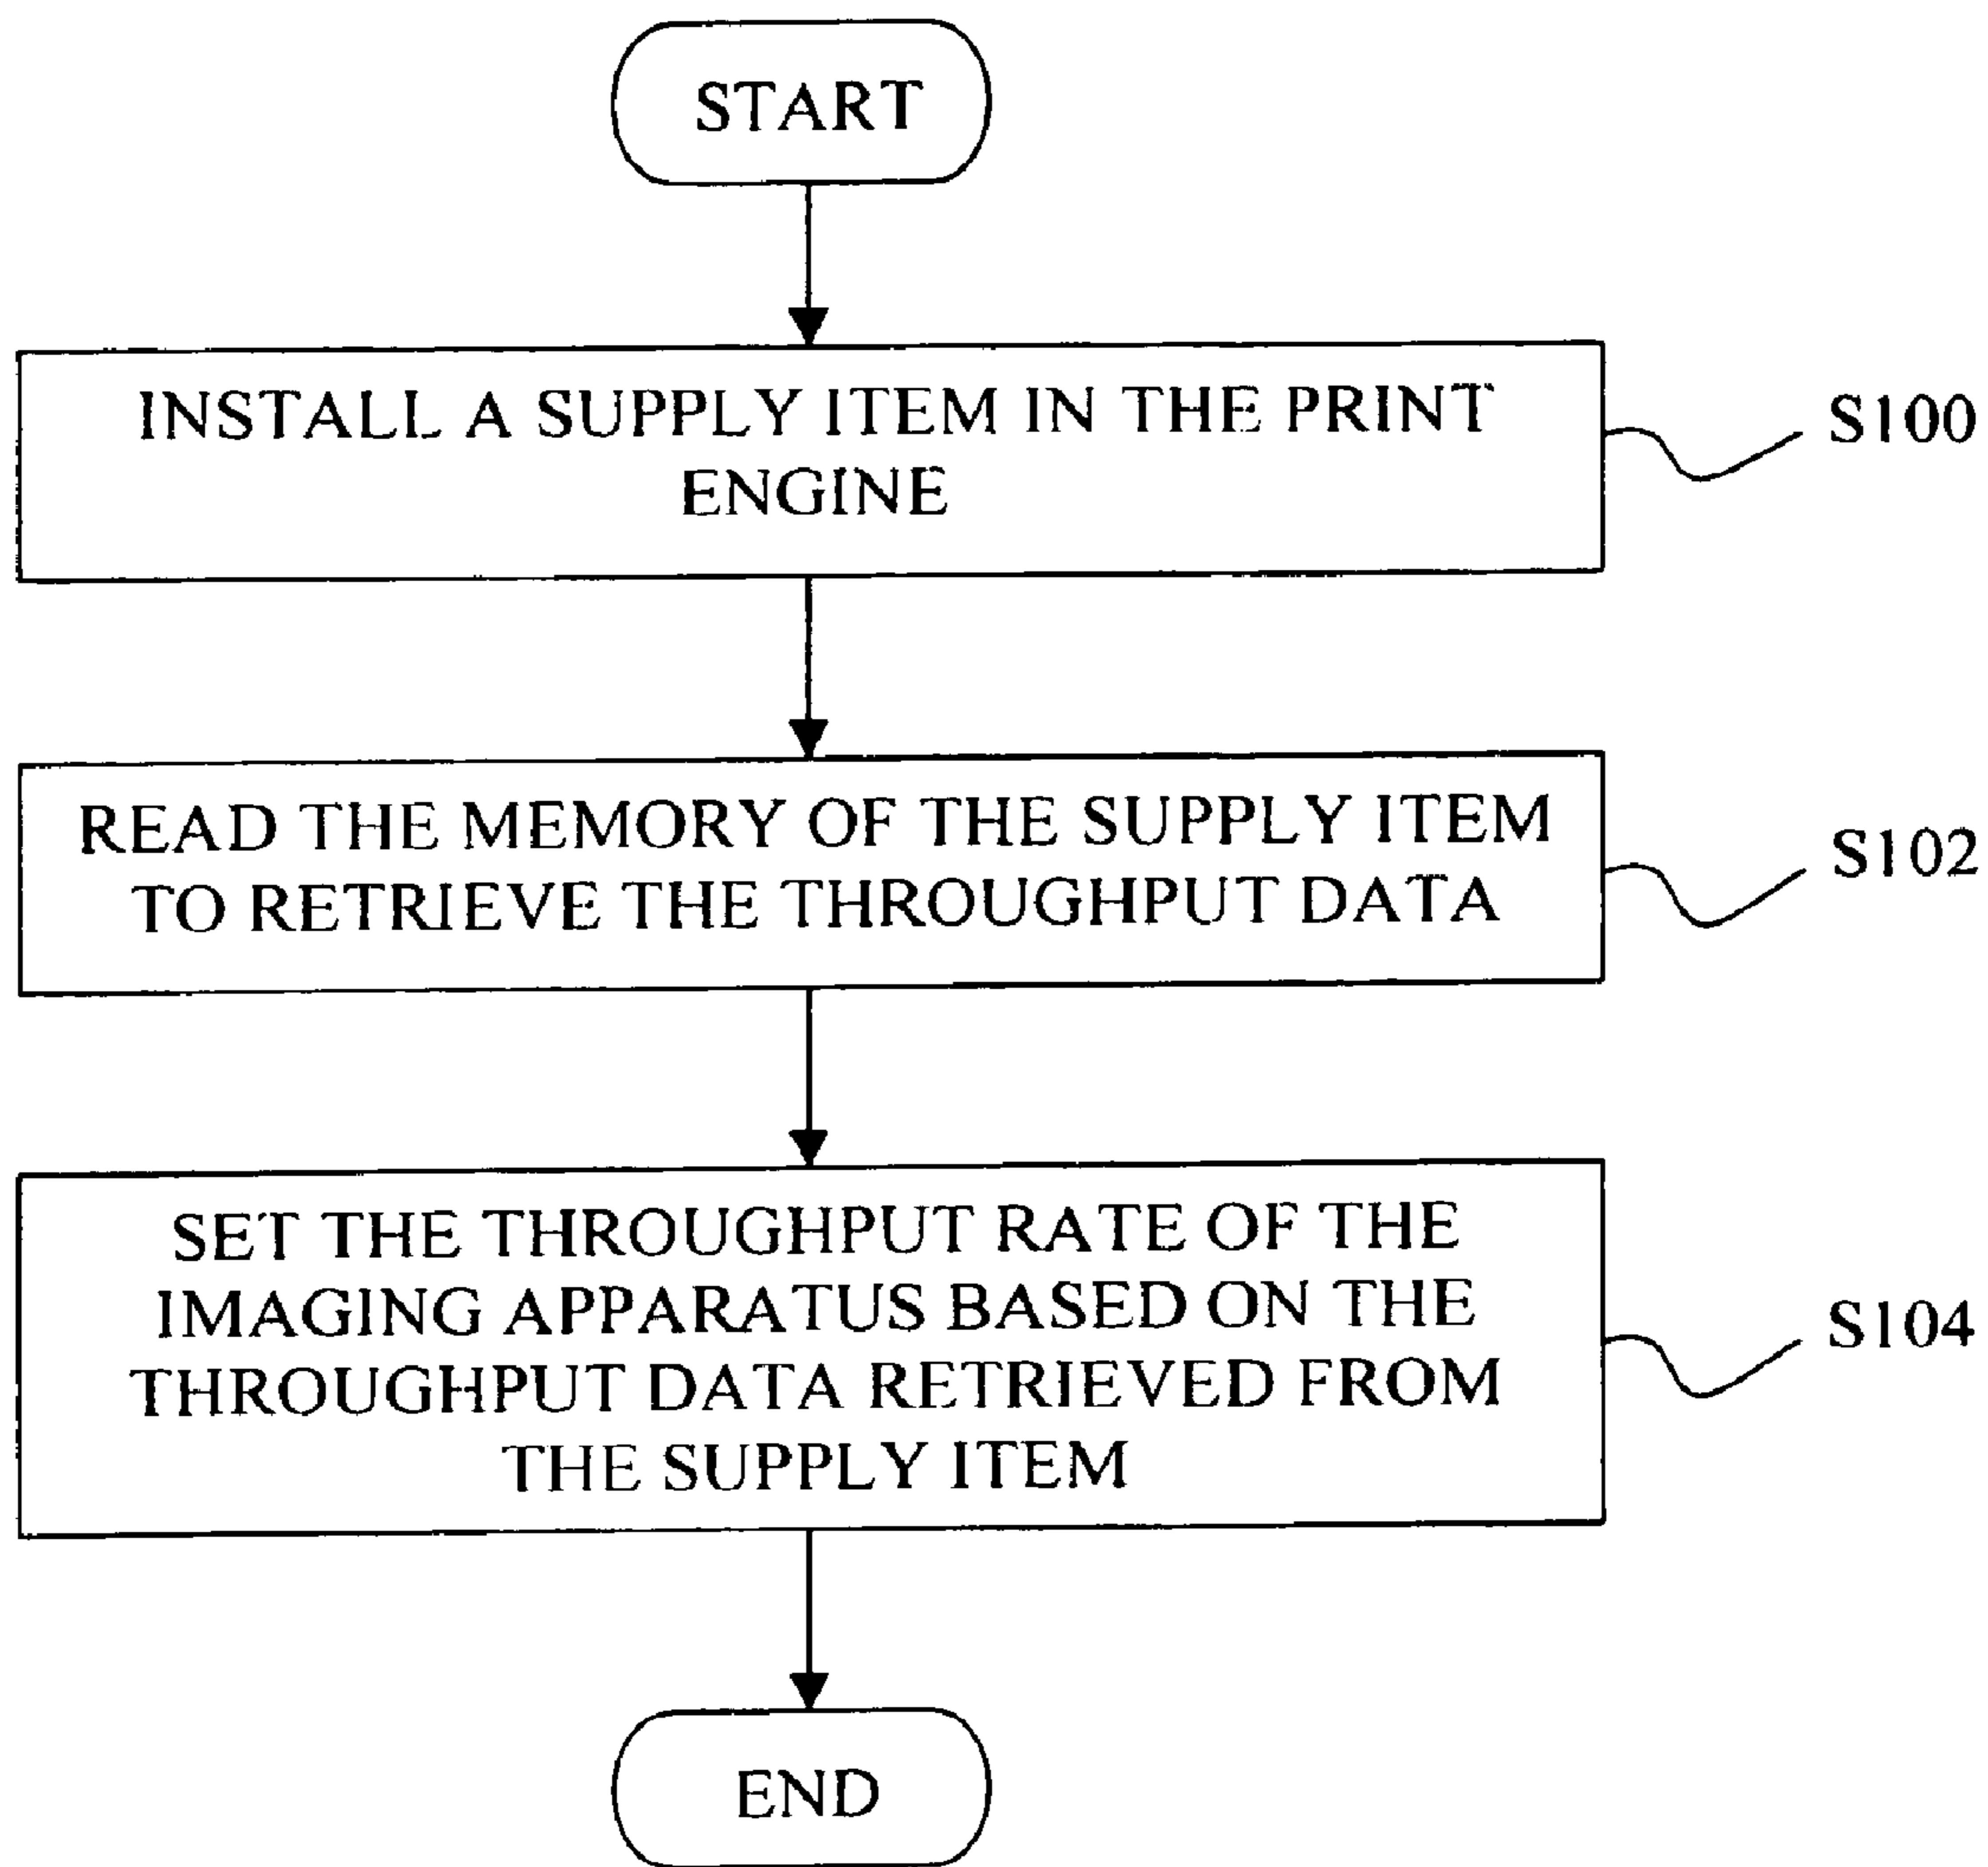 START
INSTALL A SUPPLY ITEM IN THE PRINT
ENGINE
S100
READ THE MEMORY OF THE SUPPLY ITEM
TO RETRIEVE THE THROUGHPUT DATA
S102
SET THE THROUGHPUT RATE OF THE
IMAGING APPARATUS BASED ON THE
THROUGHPUT DATA RETRIEVED FROM
THE SUPPLY ITEM
S104
END